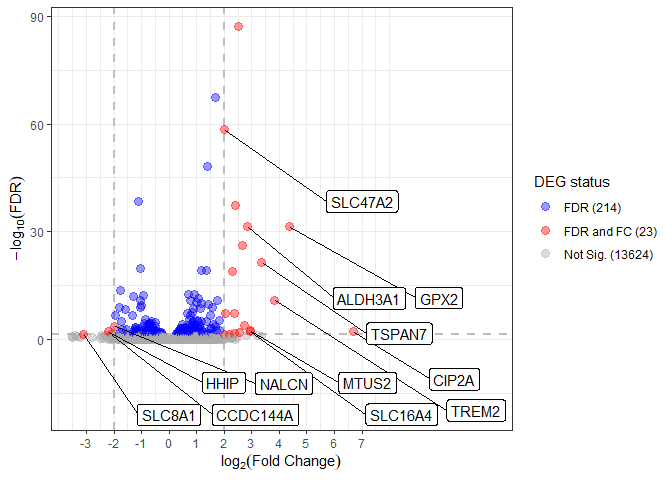 90
60
30
0
−log10(FDR)
SLC47A2
ALDH3A1
GPX2
TSPAN7
CIP2A
HHIP
NALCN
MTUS2
SLC8A1
CCDC144A
SLC16A4
TREM2
-3 -2 -1 0 1 2 2 3 4 5 6 7
log2(Fold Change)
DEG status
FDR (214)
FDR and FC (23)
Not Sig. (13624)